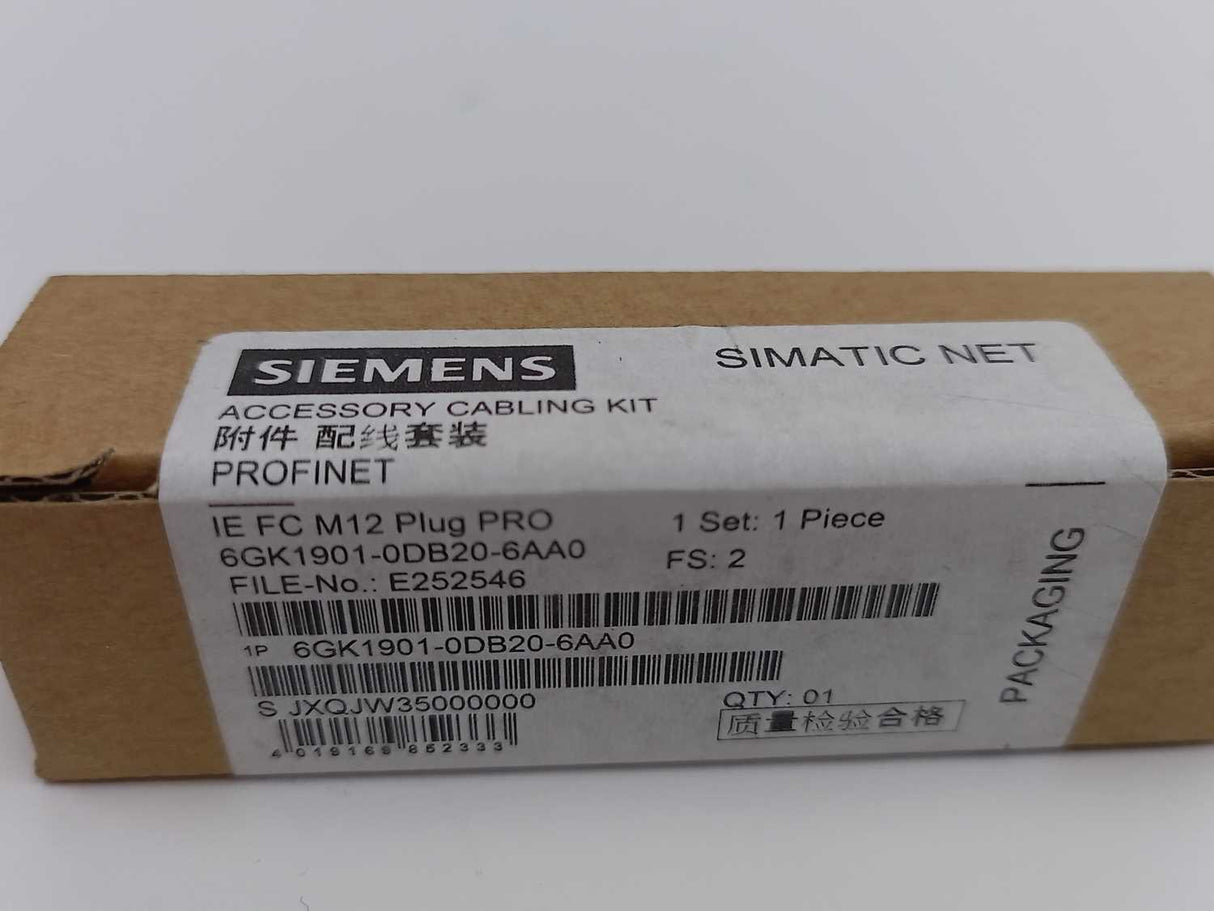 SIEMENS
SIMATIC NET
ACCESSORY CABLING KIT
附件 配线套装
PROFINET
IE FC M12 Plug PRO
1 Set: 1 Piece
6GK1901-0DB20-6AA0
FS: 2
FILE-No.: E252546
1P 6GK1901-0DB20-6AA0
S JXQJW35000000
QTY: 01
质量检验合格
4 019169 852333
PACKAGING